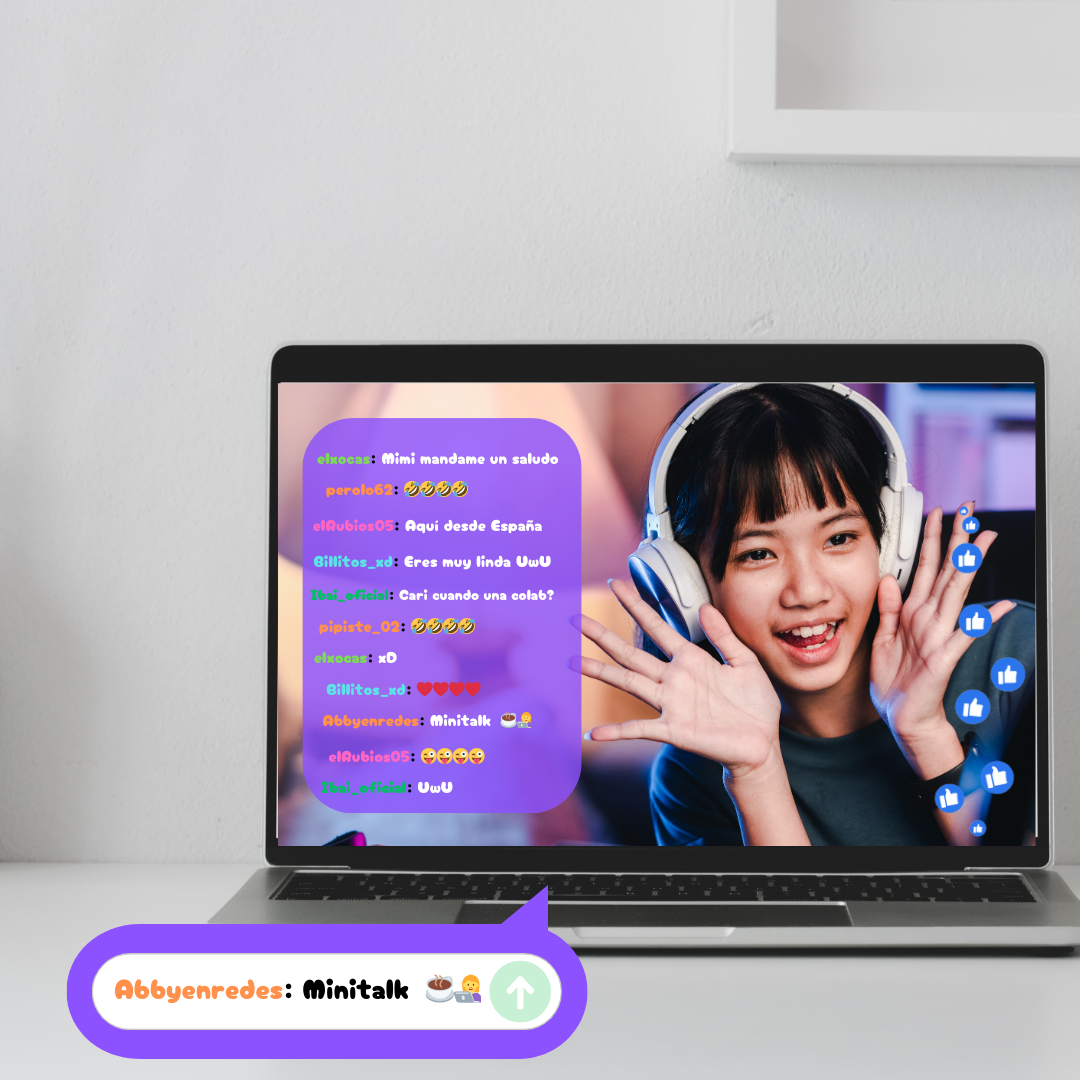 elxocas: Mimi mandame un saludo
perolo62: 🤣🤣🤣🤣
elRubios05: Aquí desde España
Billitos_xd: Eres muy linda UwU
Ibai_oficial: Cari cuando una colab?
pipiste_02: 🤣🤣🤣🤣
elxocas: xD
Billitos_xd: ❤️❤️❤️❤️
Abbyenredes: Minitalk ☕👩‍💻
elRubios05: 😜😜😜😜
Ibai_oficial: UwU
Abbyenredes: Minitalk ☕👩‍💻